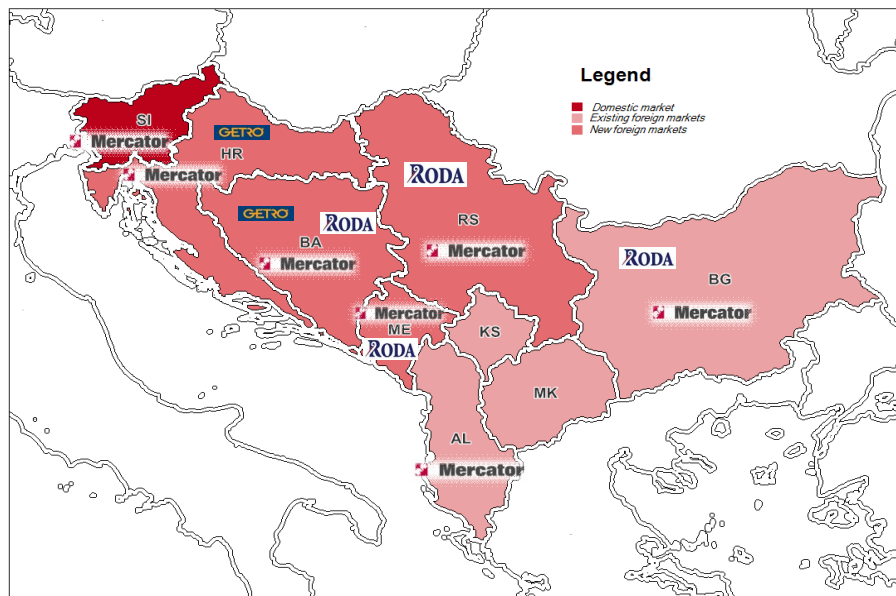 Legend
Domestic market
Existing foreign markets
New foreign markets
SI
Mercator
GETRO
HR
Mercator
RODA
GETRO
RODA
RS
BA
Mercator
Mercator
RODA
BG
Mercator
Mercator
ME
KS
RODA
MK
AL
Mercator